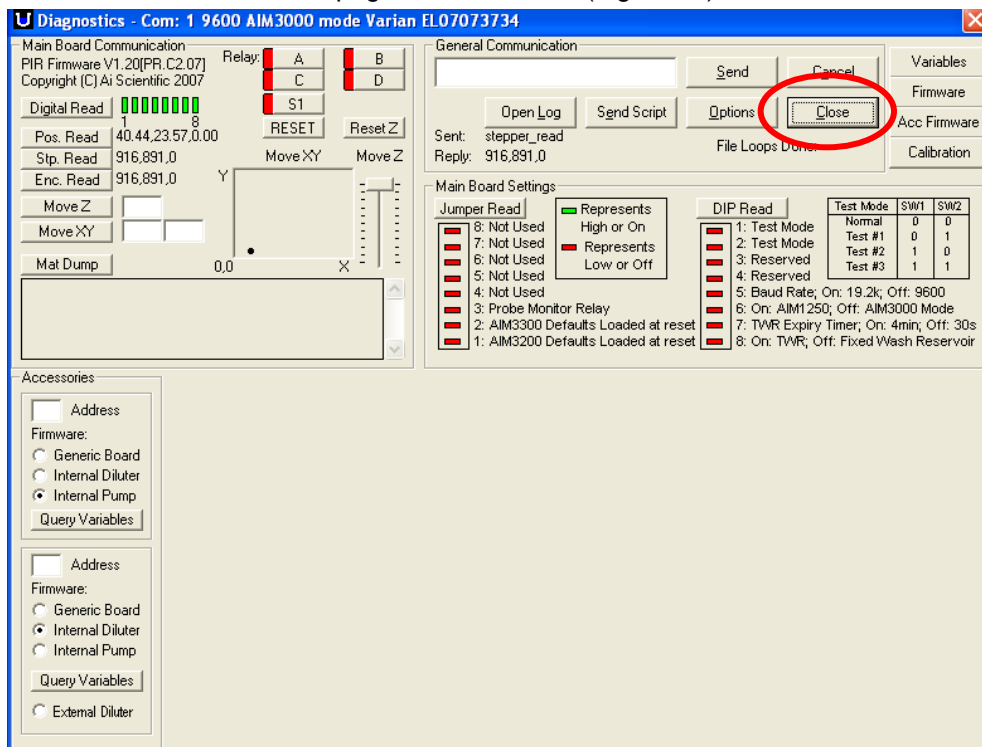 Diagnostics - Com: 1 9600 AIM3000 mode Varian EL07073734
Main Board Communication
PIR Firmware V1.20[PR.C2.07]
Copyright (C) Ai Scientific 2007
Relay:
A
B
C
D
S1
RESET
Reset Z
Digital Read
1 8
Pos. Read 40.44,23.57,0.00
Stp. Read 916,891,0
Enc. Read 916,891,0
Move Z
Move XY
Mat Dump
Move XY
Move Z
Y
0,0
X
General Communication
Send
Cancel
Open Log
Send Script
Options
Close
Sent: stepper_read
Reply: 916,891,0
File Loops
Variables
Firmware
Acc Firmware
Calibration
Main Board Settings
Jumper Read
8: Not Used
7: Not Used
6: Not Used
5: Not Used
4: Not Used
3: Probe Monitor Relay
2: AIM3300 Defaults Loaded at reset
1: AIM3200 Defaults Loaded at reset
Represents
High or On
Represents
Low or Off
DIP Read
1: Test Mode
2: Test Mode
3: Reserved
4: Reserved
5: Baud Rate; On: 19.2k; Off: 9600
6: On: AIM1250; Off: AIM3000 Mode
7: TWR Expiry Timer; On: 4min; Off: 30s
8: On: TWR; Off: Fixed Wash Reservoir
Test Mode SW1 SW2
Normal 0 0
Test #1 0 1
Test #2 1 0
Test #3 1 1
Accessories
Address
Firmware:
Generic Board
Internal Diluter
Internal Pump
Query Variables
Address
Firmware:
Generic Board
Internal Diluter
Internal Pump
Query Variables
External Diluter